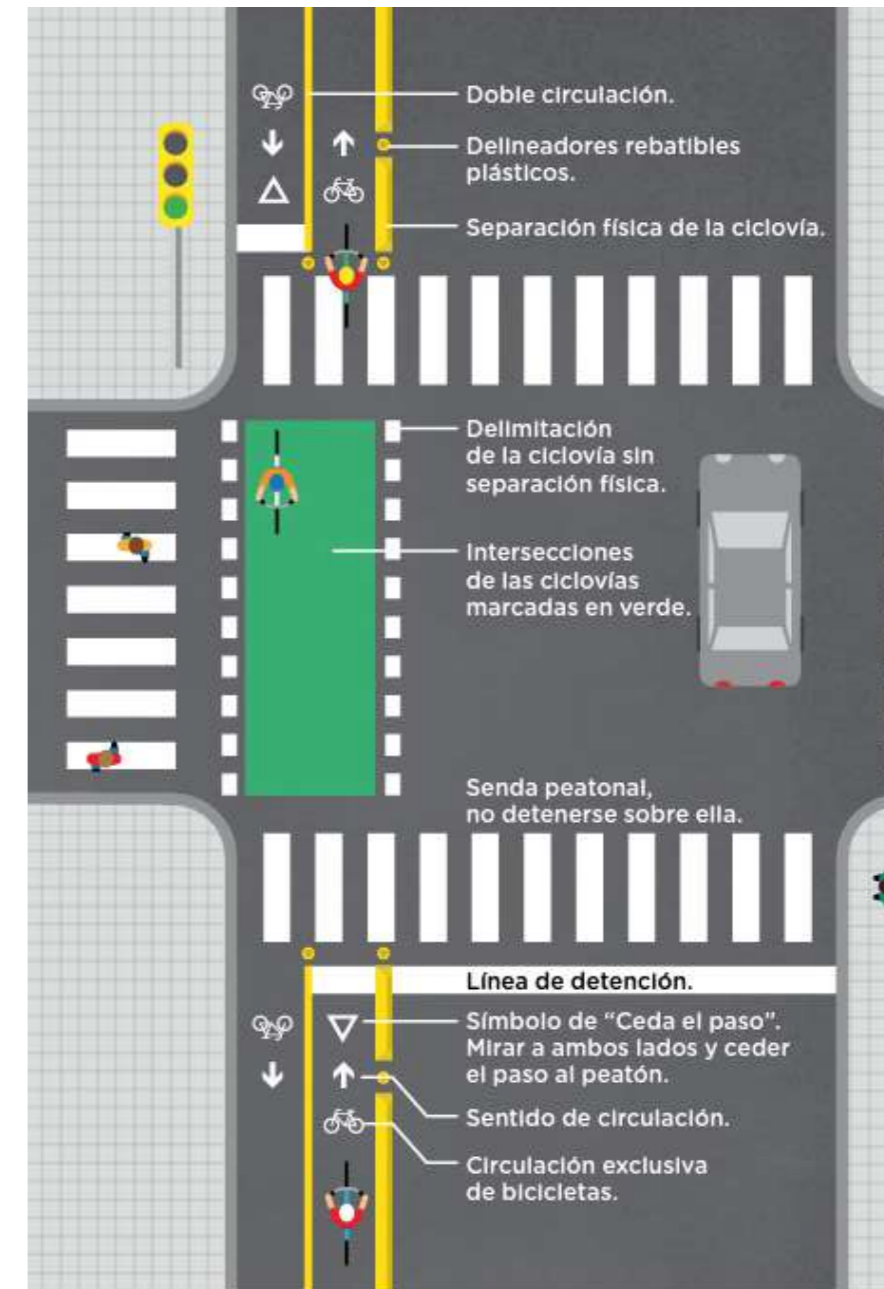 Doble circulación.
Delineadores rebatibles
plásticos.
Separación física de la ciclovía.
Delimitación
de la ciclovía sin
separación física.
Intersecciones
de las ciclovías
marcadas en verde.
Senda peatonal,
no detenerse sobre ella.
Línea de detención.
Símbolo de “Ceda el paso”.
Mirar a ambos lados y ceder
el paso al peatón.
Sentido de circulación.
Circulación exclusiva
de bicicletas.